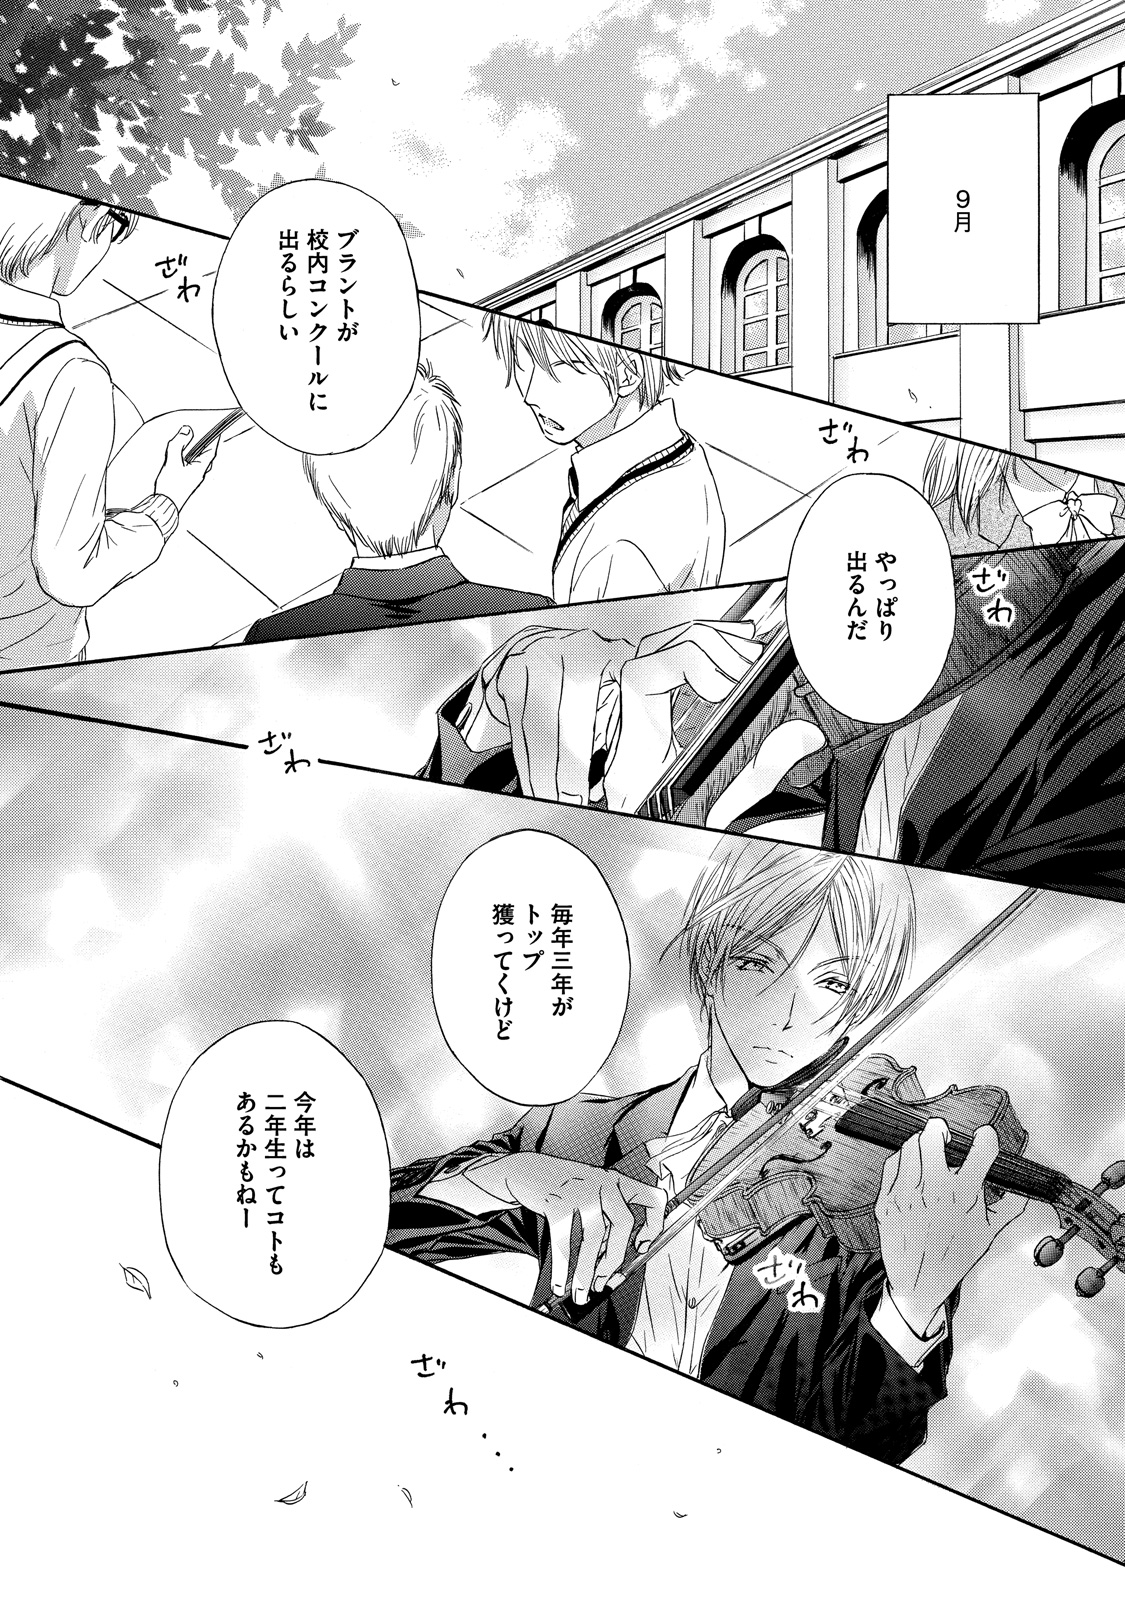 9月
ブラントが
校内コンクールに
出るらしい
ざわ
ざわ
やっぱり
出るんだ
ざわ
ざわ
毎年三年が
トップ
獲ってくけど
今年は
二年生ってコトも
あるかもねー
ざわ
ざわ…